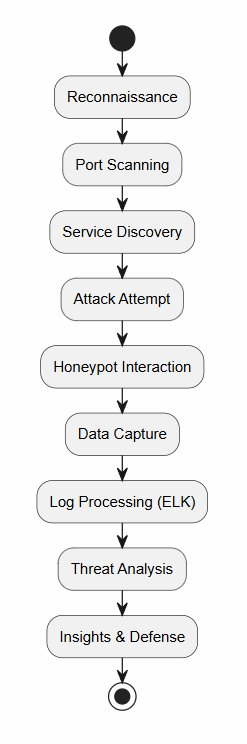 Reconnaissance
Port Scanning
Service Discovery
Attack Attempt
Honeypot Interaction
Data Capture
Log Processing (ELK)
Threat Analysis
Insights & Defense